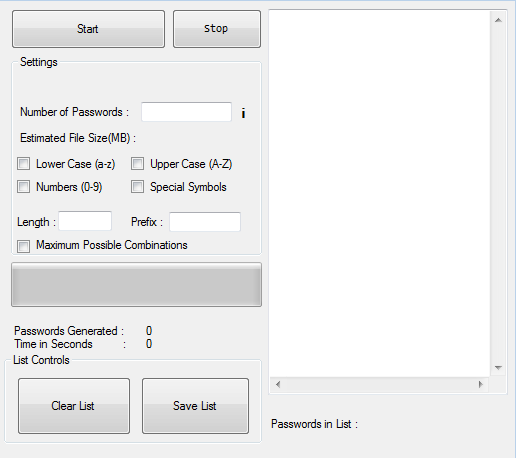 Start
Stop
Settings
Number of Passwords :
i
Estimated File Size(MB) :
Lower Case (a-z)
Upper Case (A-Z)
Numbers (0-9)
Special Symbols
Length :
Prefix :
Maximum Possible Combinations
Passwords Generated : 0
Time in Seconds : 0
List Controls
Clear List
Save List
Passwords in List :